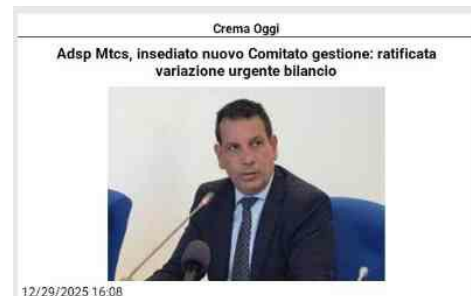 Crema Oggi
Adsp Mtcs, insediato nuovo Comitato gestione: ratificata
variazione urgente bilancio
12/29/2025 16:08